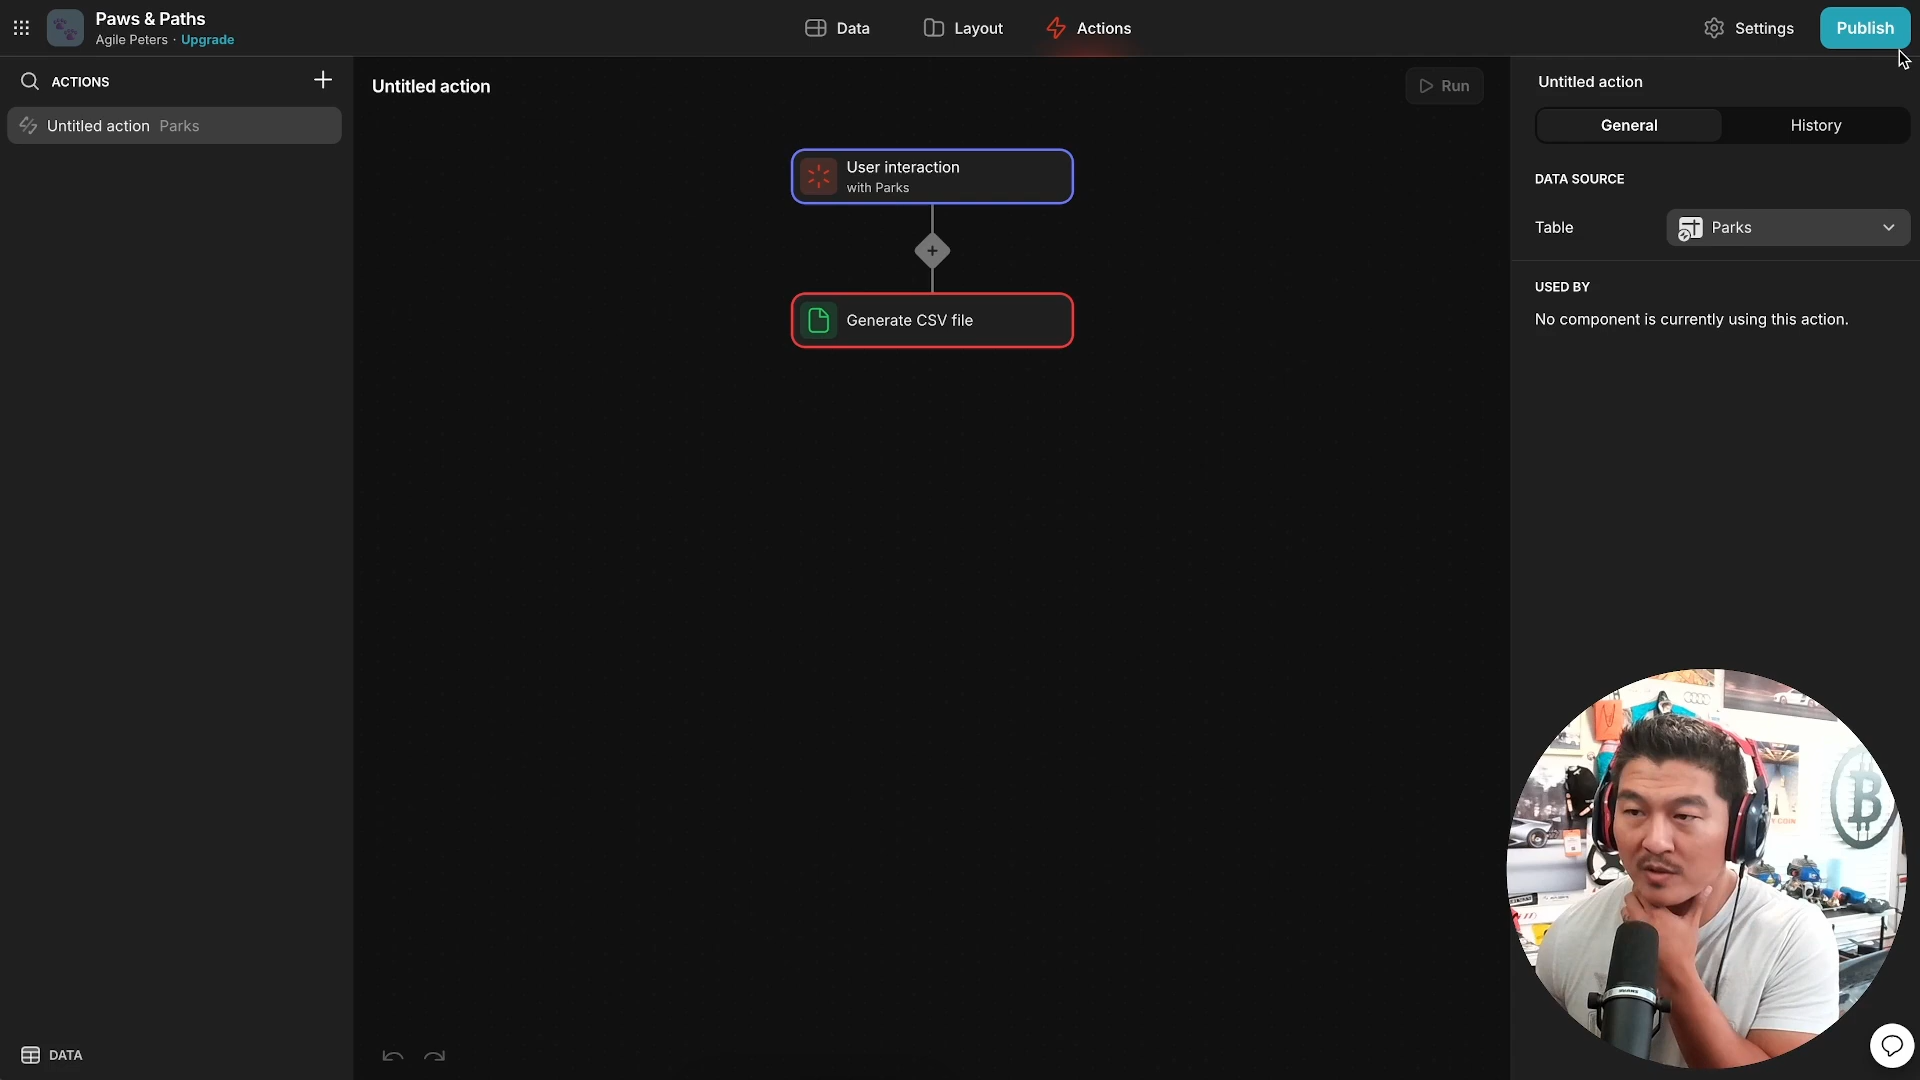 Paws & Paths
Agile Peters · Upgrade
Data
Layout
Actions
Settings
Publish
ACTIONS
Untitled action Parks
Untitled action
Run
User interaction
with Parks
Generate CSV file
Untitled action
General
History
DATA SOURCE
Table
Parks
USED BY
No component is currently using this action.
DATA